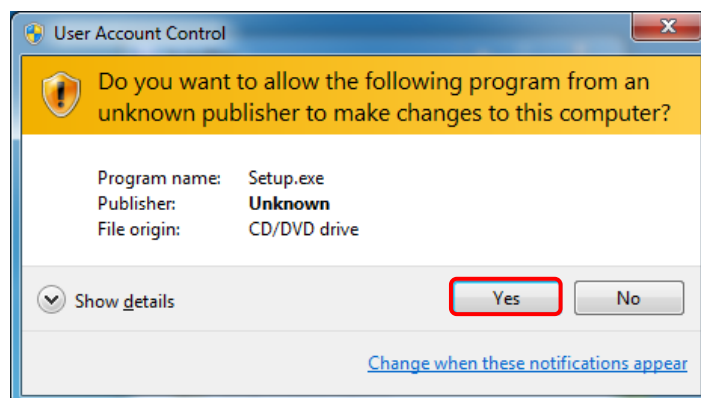 User Account Control
Do you want to allow the following program from an
unknown publisher to make changes to this computer?
Program name: Setup.exe
Publisher: Unknown
File origin: CD/DVD drive
Show details
Yes
No
Change when these notifications appear